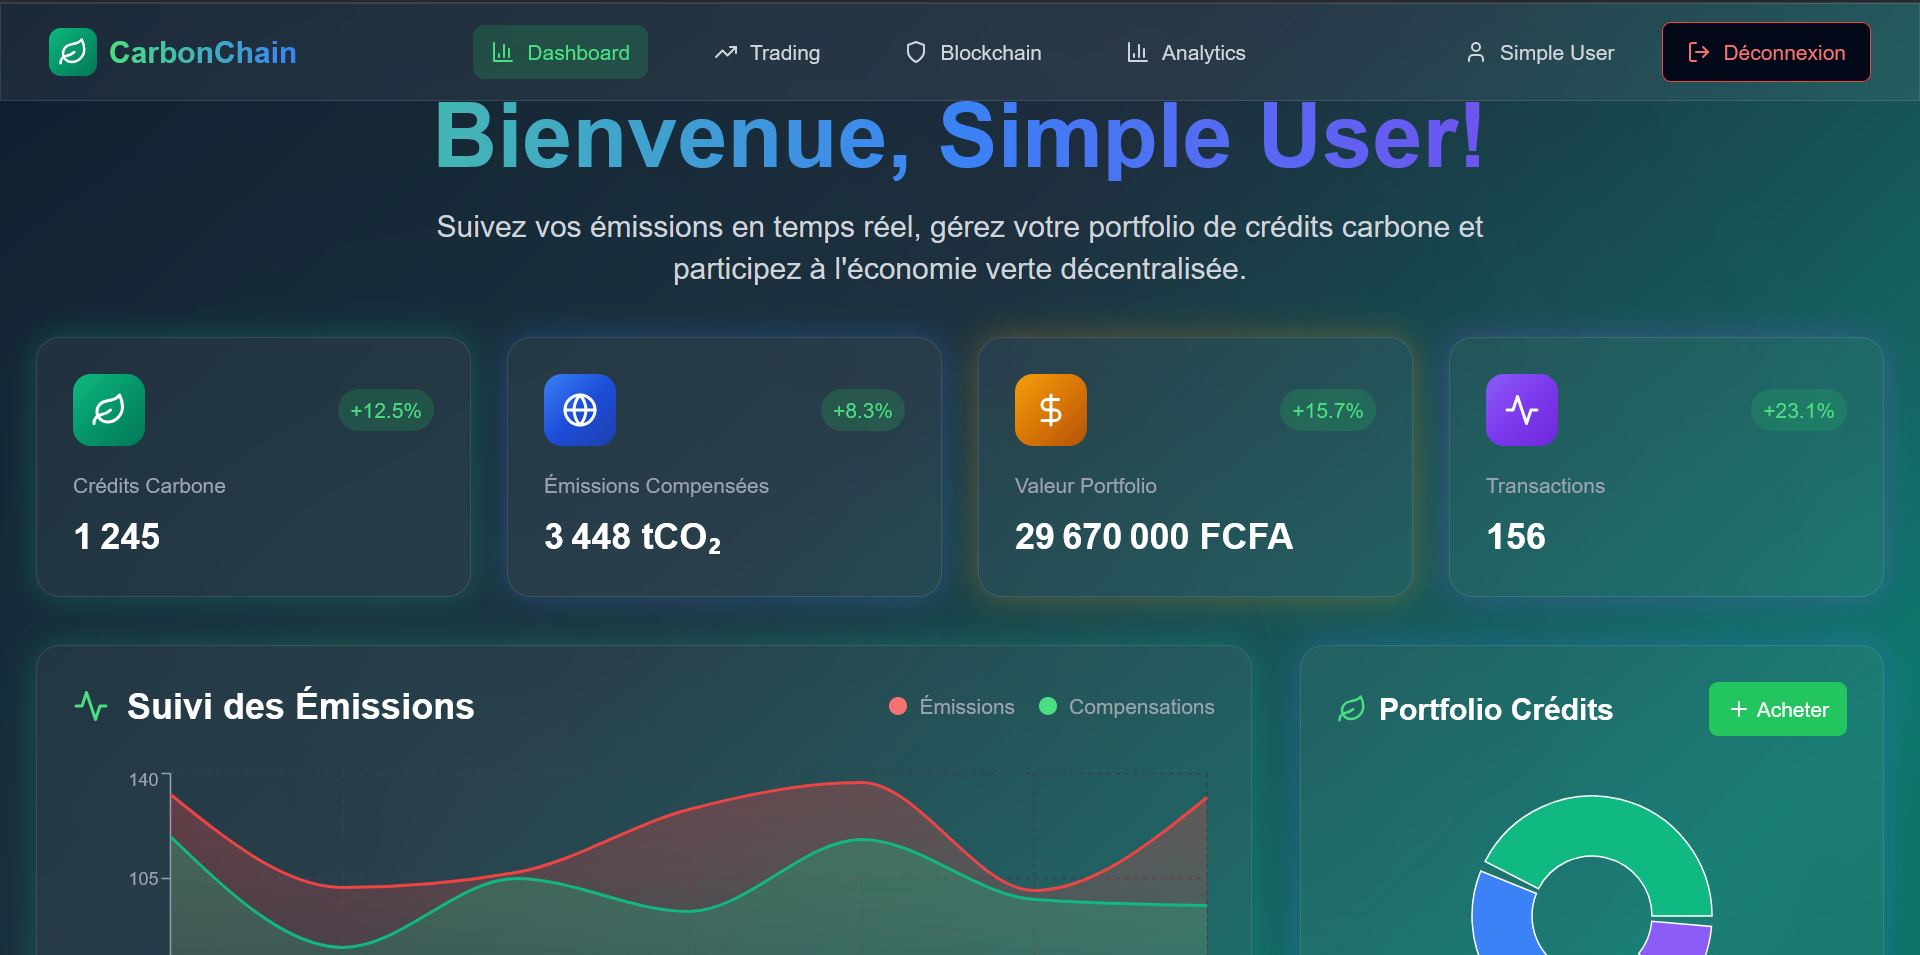 CarbonChain
Dashboard
Trading
Blockchain
Analytics
Simple User
Déconnexion
Bienvenue, Simple User!
Suivez vos émissions en temps réel, gérez votre portfolio de crédits carbone et
participez à l'économie verte décentralisée.
+12.5%
Crédits Carbone
1 245
+8.3%
Émissions Compensées
3 448 tCO₂
+15.7%
Valeur Portfolio
29 670 000 FCFA
+23.1%
Transactions
156
Suivi des Émissions
Émissions
Compensations
140
105
Portfolio Crédits
+ Acheter